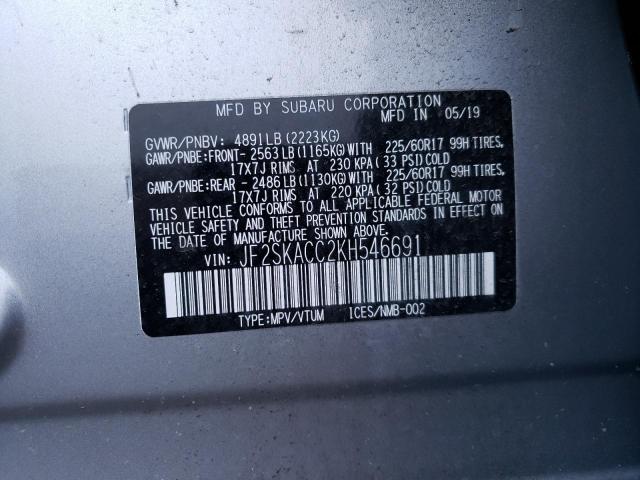 MFD BY SUBARU CORPORATION MFD IN 05/19
GVWR/PNBV: 4891LB (2223KG)
GAWR/PNBE:FRONT- 2563LB (1165KG)WITH 225/60R17 99H TIRES,
17X7J RIMS AT 230 KPA (33 PSI)COLD
GAWR/PNBE:REAR - 2486LB (1130KG)WITH 225/60R17 99H TIRES,
17X7J RIMS AT 220 KPA (32 PSI)COLD
THIS VEHICLE CONFORMS TO ALL APPLICABLE FEDERAL MOTOR
VEHICLE SAFETY AND THEFT PREVENTION STANDARDS IN EFFECT ON
THE DATE OF MANUFACTURE SHOWN ABOVE.
VIN: JF2SKACC2KH546691
TYPE:MPV/VTUM ICES/NMB-002